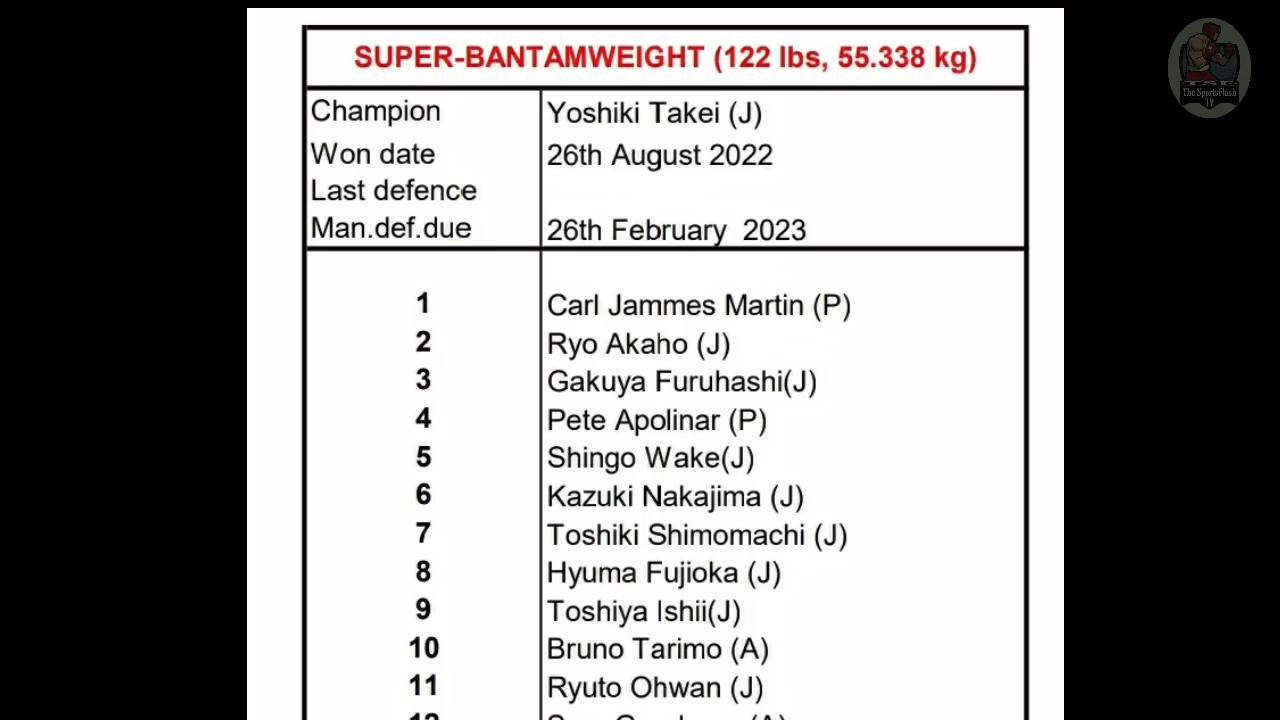 SUPER-BANTAMWEIGHT (122 lbs, 55.338 kg)
Champion Yoshiki Takei (J)
Won date 26th August 2022
Last defence
Man.def.due 26th February 2023
1 Carl Jammes Martin (P)
2 Ryo Akaho (J)
3 Gakuya Furuhashi(J)
4 Pete Apolinar (P)
5 Shingo Wake(J)
6 Kazuki Nakajima (J)
7 Toshiki Shimomachi (J)
8 Hyuma Fujioka (J)
9 Toshiya Ishii(J)
10 Bruno Tarimo (A)
11 Ryuto Ohwan (J)
The SportsFlash
TV